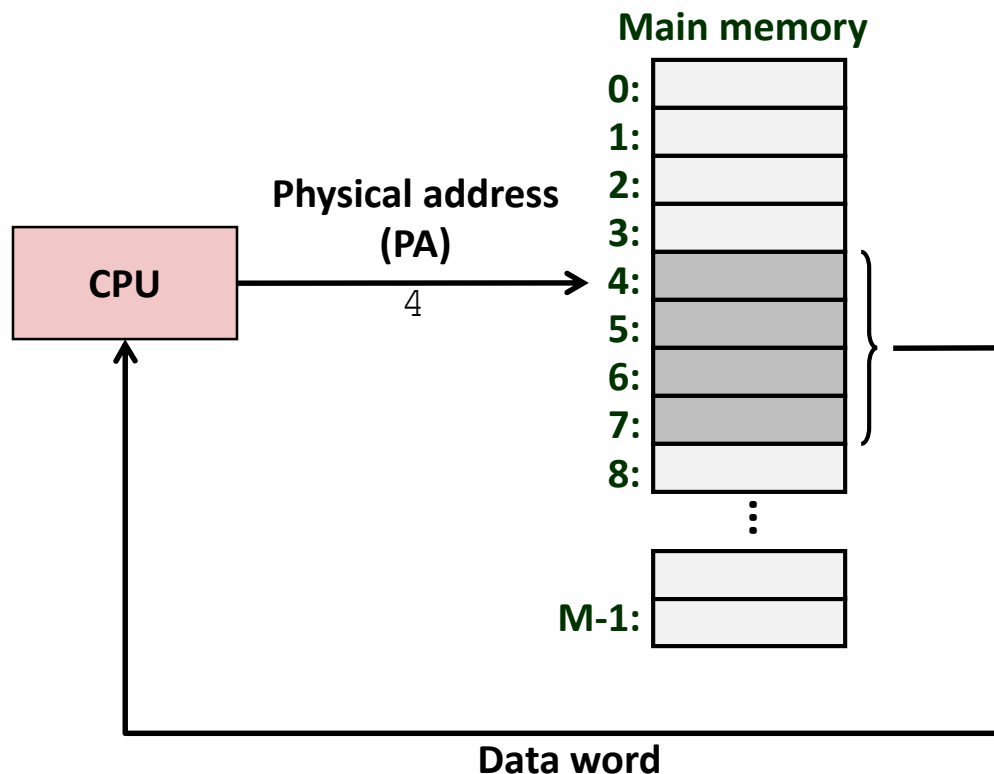 Main memory
0:
1:
2:
Physical address
(PA)
3:
CPU
4
4:
5:
6:
7:
8:
...
M-1:
Data word